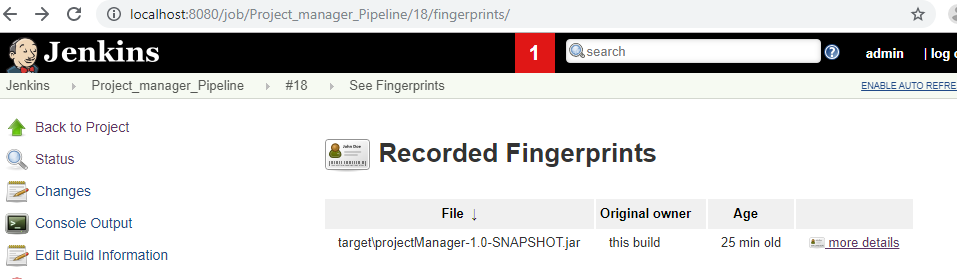 localhost:8080/job/Project_manager_Pipeline/18/fingerprints/
Jenkins 1 search ? admin | log
Jenkins Project_manager_Pipeline #18 See Fingerprints ENABLE AUTO REFRE
Back to Project
Status
Changes
Console Output
Edit Build Information
John Doe
Recorded Fingerprints
File ↓ Original owner Age
target\projectManager-1.0-SNAPSHOT.jar this build 25 min old more details